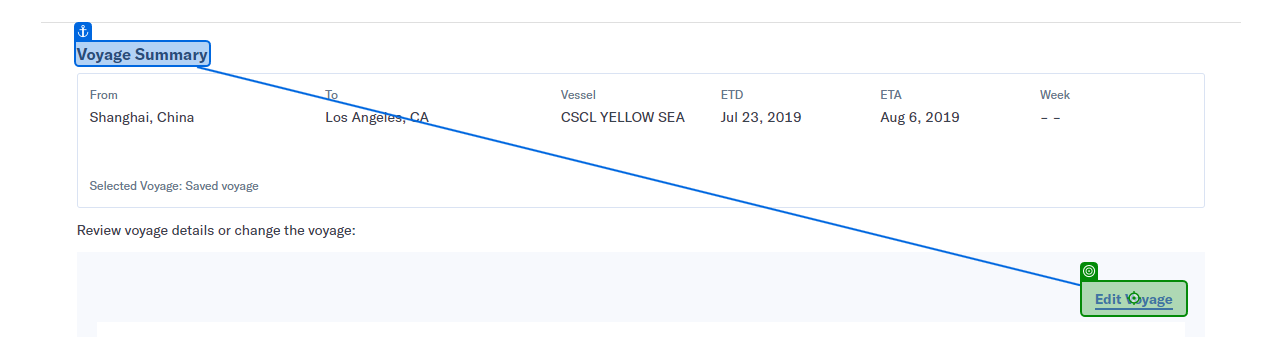 Voyage Summary
From To Vessel ETD ETA Week
Shanghai, China Los Angeles, CA CSCL YELLOW SEA Jul 23, 2019 Aug 6, 2019 – –
Selected Voyage: Saved voyage
Review voyage details or change the voyage:
Edit Voyage